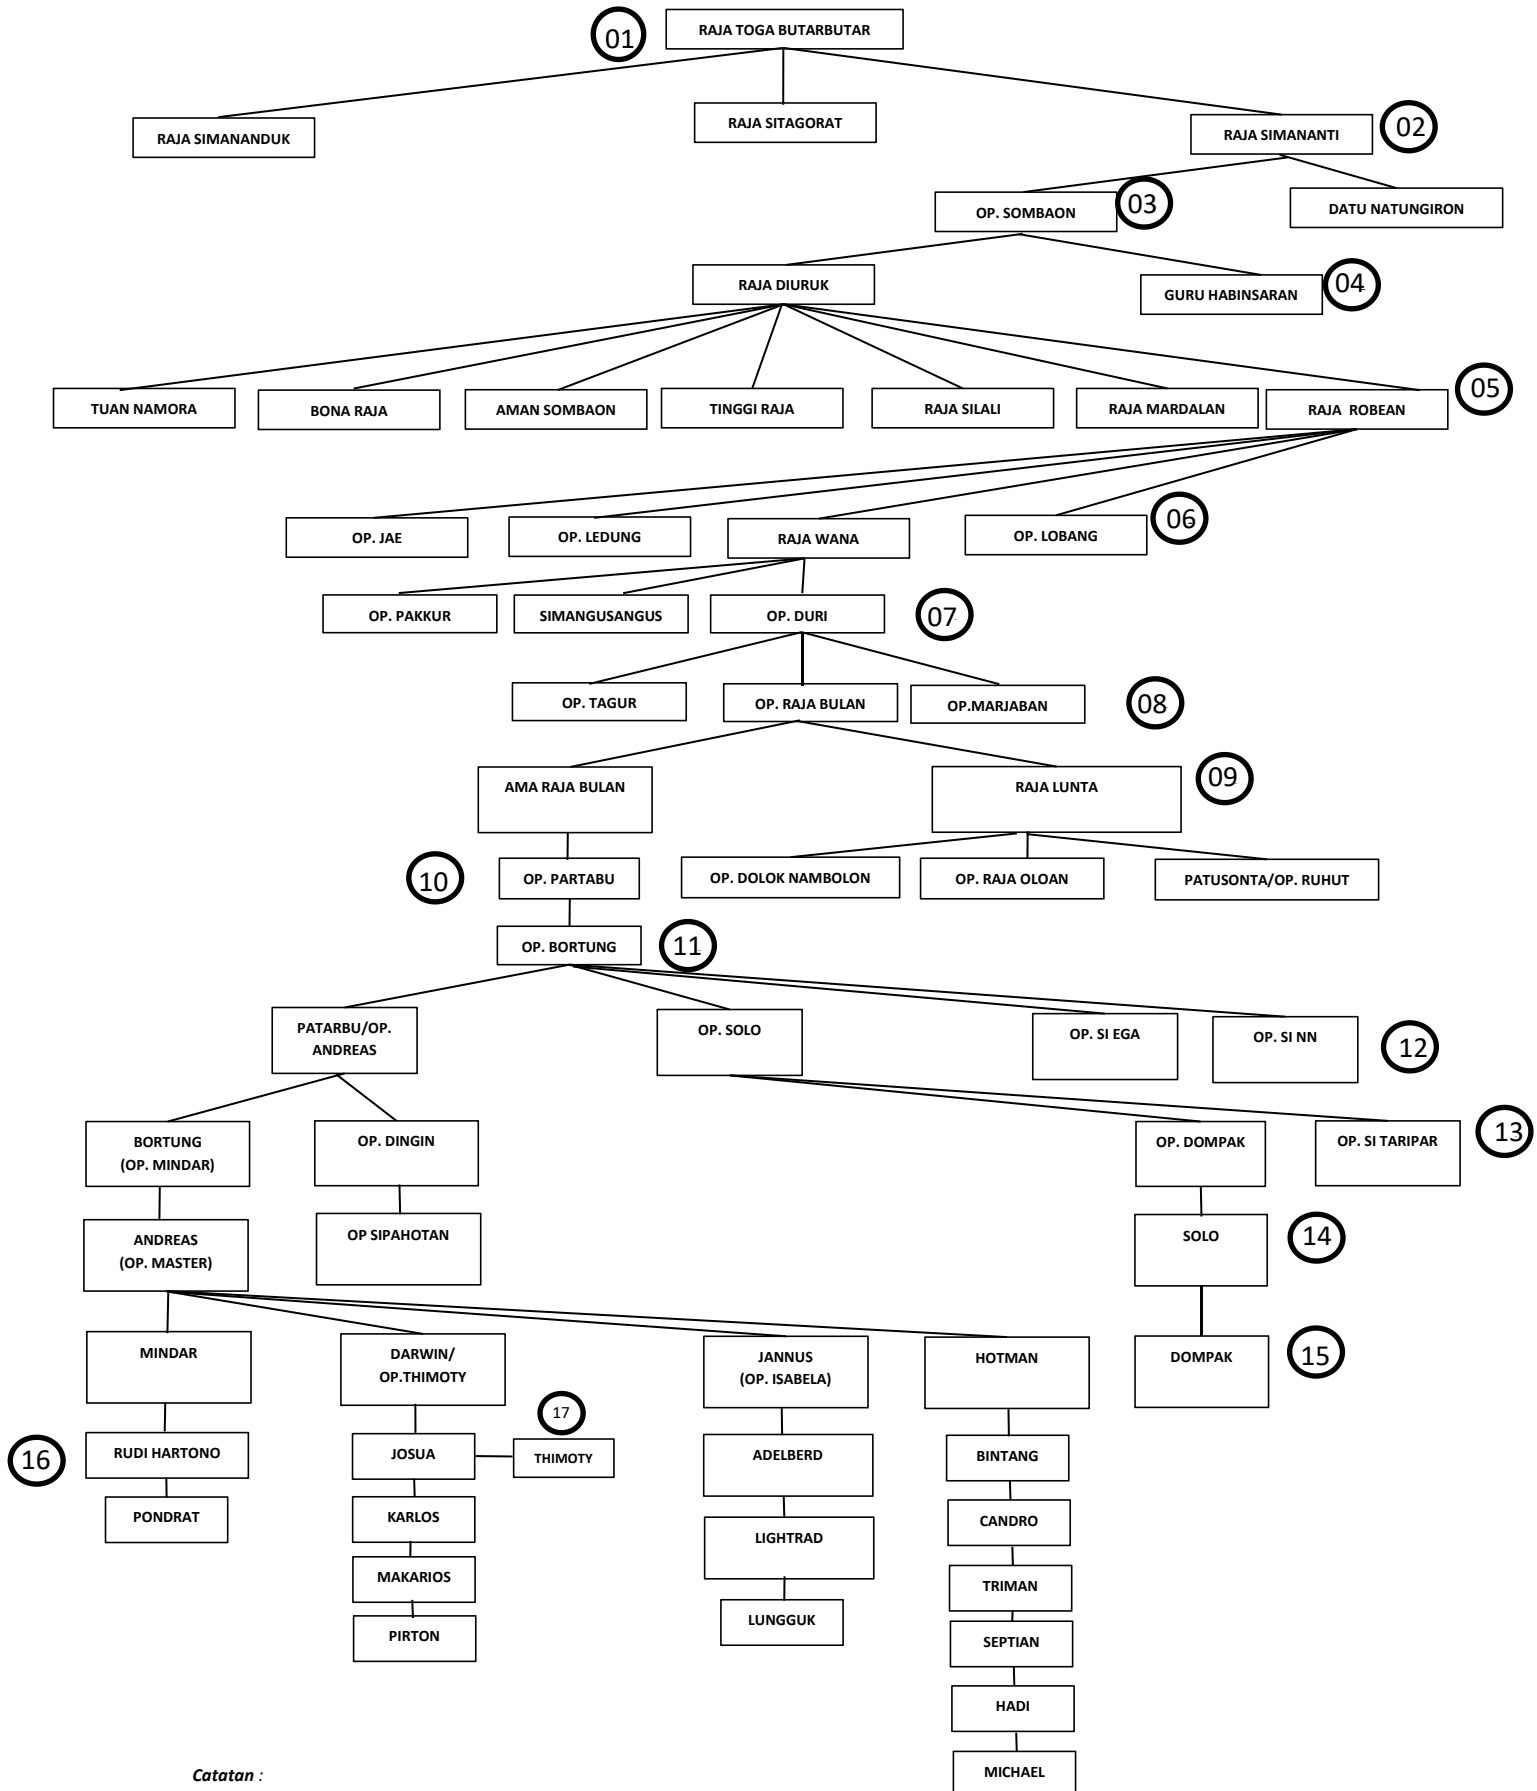 01
RAJA TOGA BUTARBUTAR
RAJA SIMANANDUK
RAJA SITAGORAT
RAJA SIMANANTI
02
OP. SOMBAON
03
DATU NATUNGIRON
RAJA DIURUK
GURU HABINSARAN
04
TUAN NAMORA
BONA RAJA
AMAN SOMBAON
TINGGI RAJA
RAJA SILALI
RAJA MARDALAN
RAJA ROBEAN
05
OP. JAE
OP. LEDUNG
RAJA WANA
OP. LOBANG
06
OP. PAKKUR
SIMANGUSANGUS
OP. DURI
07
OP. TAGUR
OP. RAJA BULAN
OP.MARJABAN
08
AMA RAJA BULAN
RAJA LUNTA
09
10
OP. PARTABU
OP. DOLOK NAMBOLON
OP. RAJA OLOAN
PATUSONTA/OP. RUHUT
OP. BORTUNG
11
PATARBU/OP.
ANDREAS
OP. SOLO
OP. SI EGA
OP. SI NN
12
BORTUNG
(OP. MINDAR)
OP. DINGIN
OP. DOMPAK
OP. SI TARIPAR
13
ANDREAS
(OP. MASTER)
OP SIPAHOTAN
SOLO
14
MINDAR
DARWIN/
OP.THIMOTY
JANNUS
(OP. ISABELA)
HOTMAN
DOMPAK
15
16
RUDI HARTONO
JOSUA
17
THIMOTY
ADELBERD
BINTANG
PONDRAT
KARLOS
LIGHTRAD
CANDRO
MAKARIOS
TRIMAN
PIRTON
LUNGGUK
SEPTIAN
HADI
MICHAEL
Catatan :